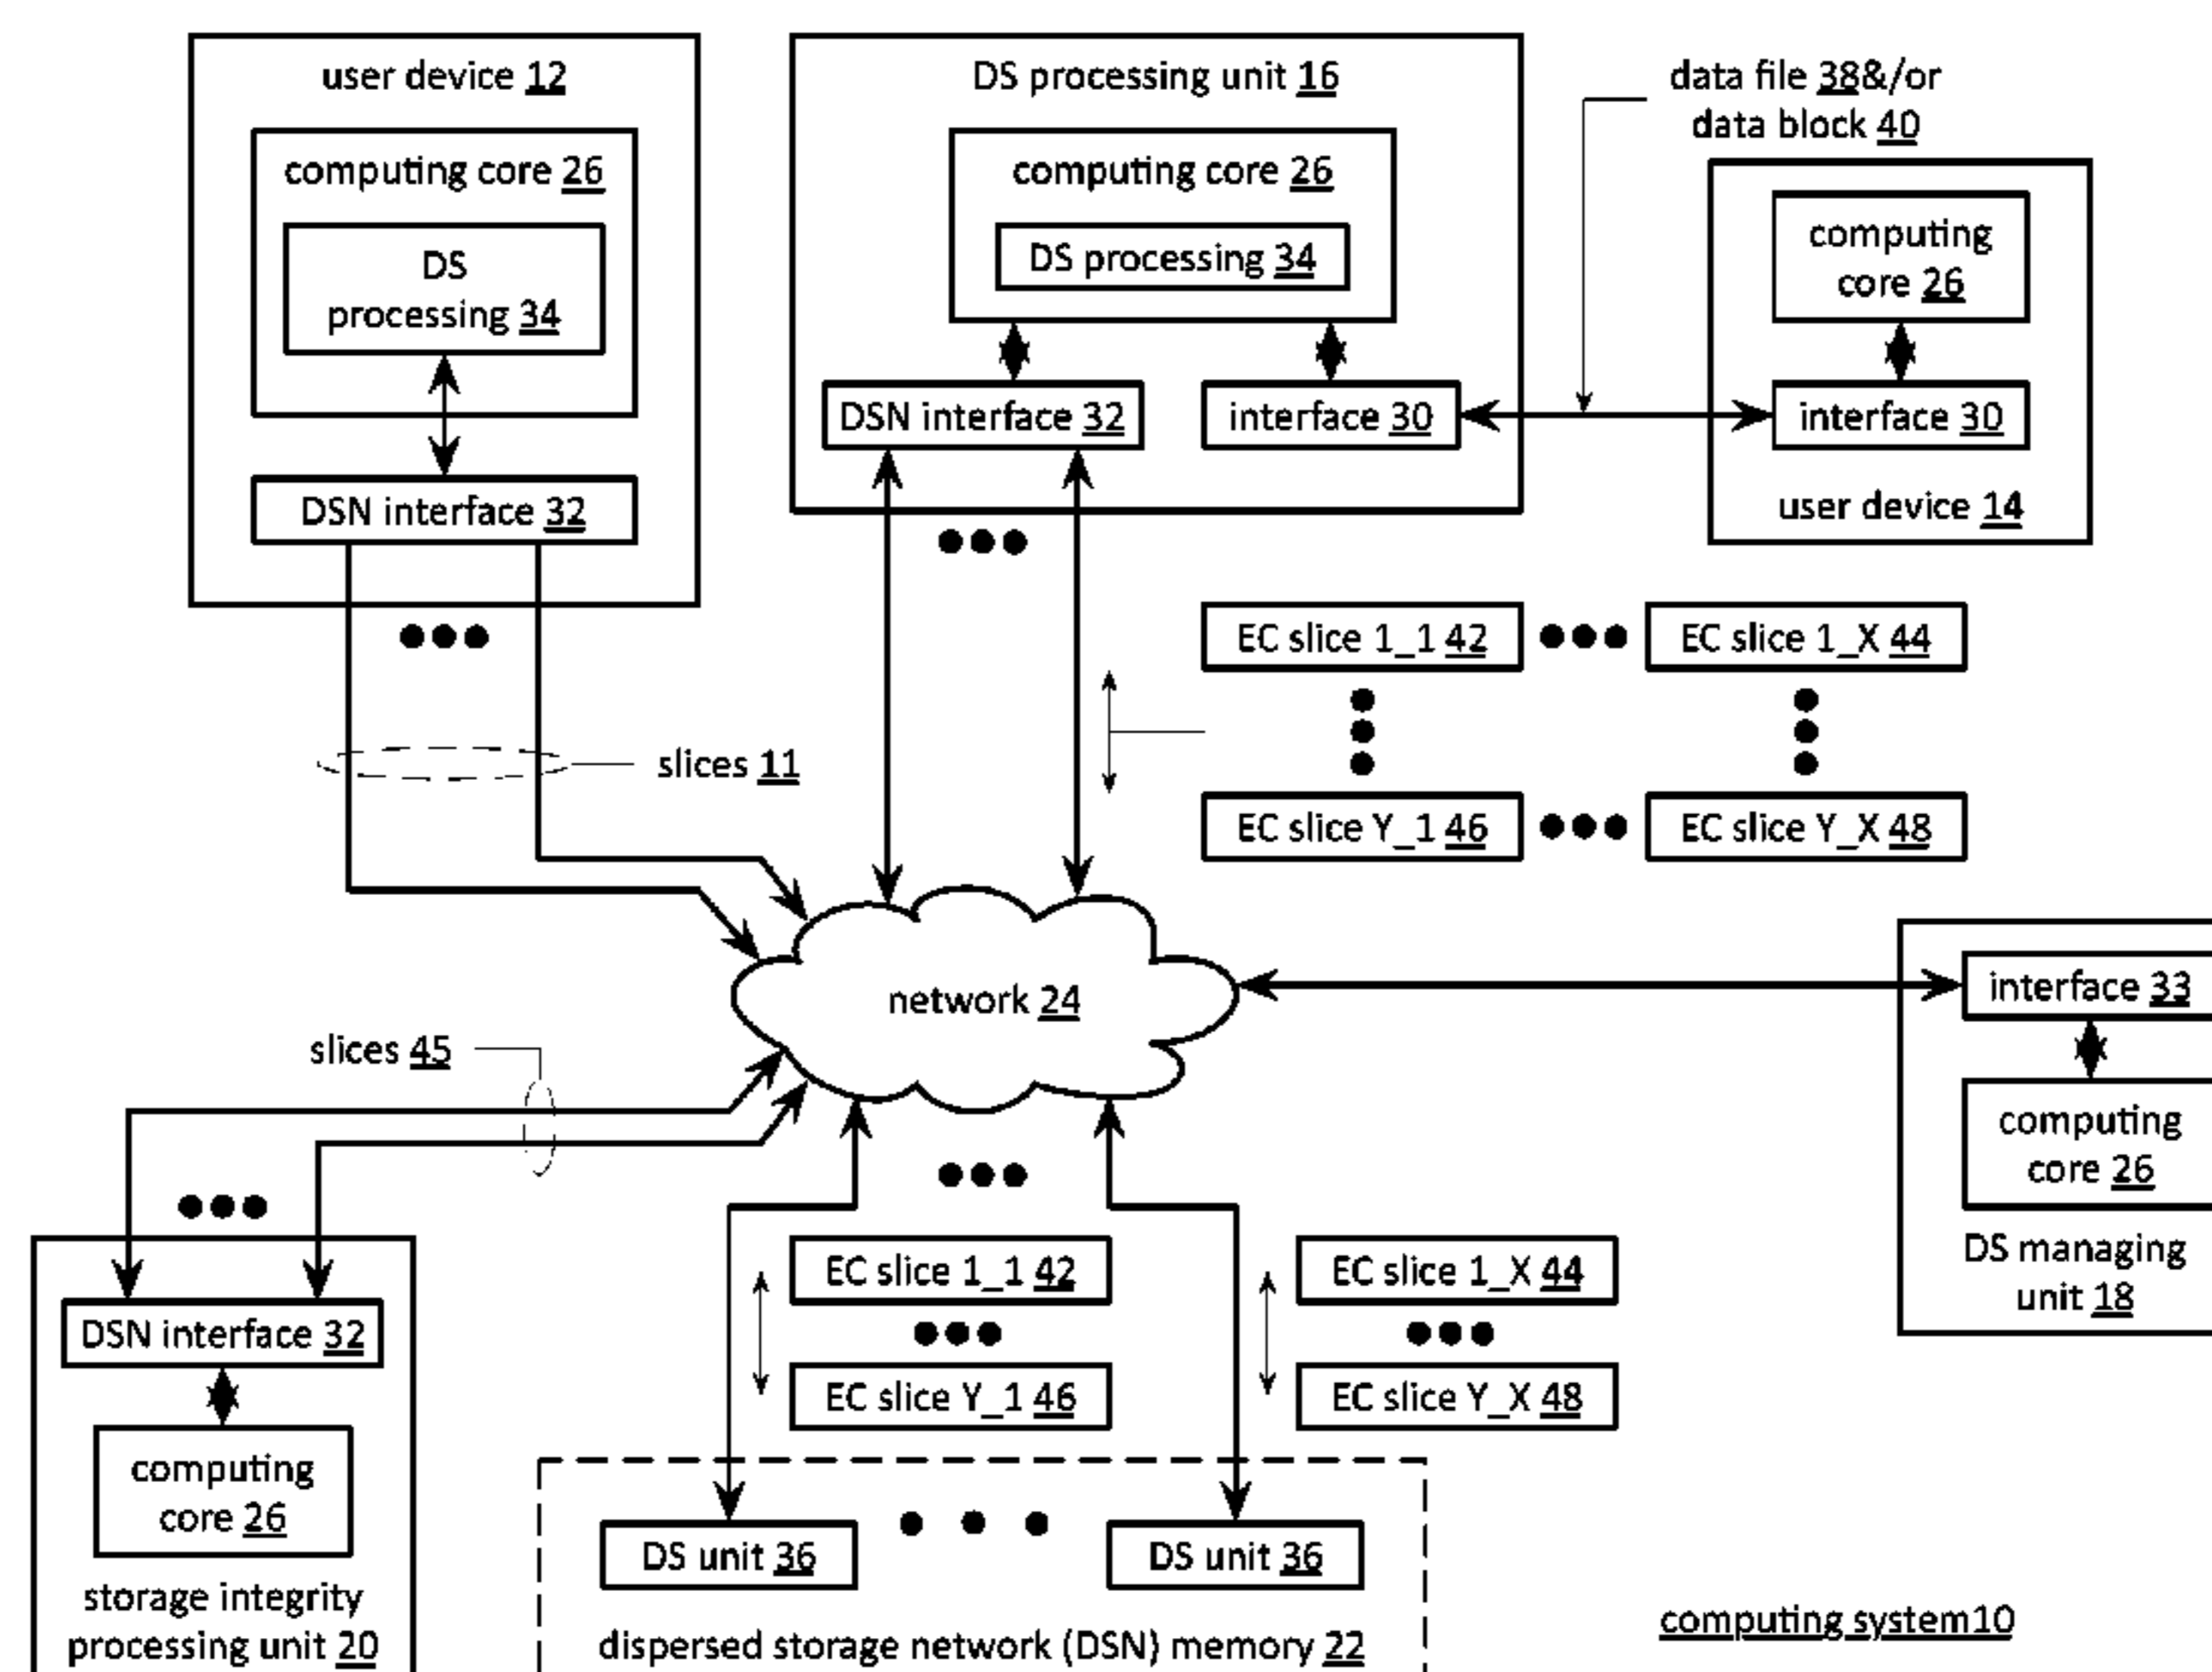 user device 12
computing core 26
DS
processing 34
DSN interface 32
DS processing unit 16
computing core 26
DS processing 34
DSN interface 32
interface 30
data file 38&/or
data block 40
computing
core 26
interface 30
user device 14
EC slice 1_1 42
EC slice 1_X 44
EC slice Y_1 46
EC slice Y_X 48
slices 11
network 24
interface 33
computing
core 26
DS managing
unit 18
slices 45
DSN interface 32
computing
core 26
storage integrity
processing unit 20
EC slice 1_1 42
EC slice Y_1 46
EC slice 1_X 44
EC slice Y_X 48
DS unit 36
DS unit 36
dispersed storage network (DSN) memory 22
computing system10